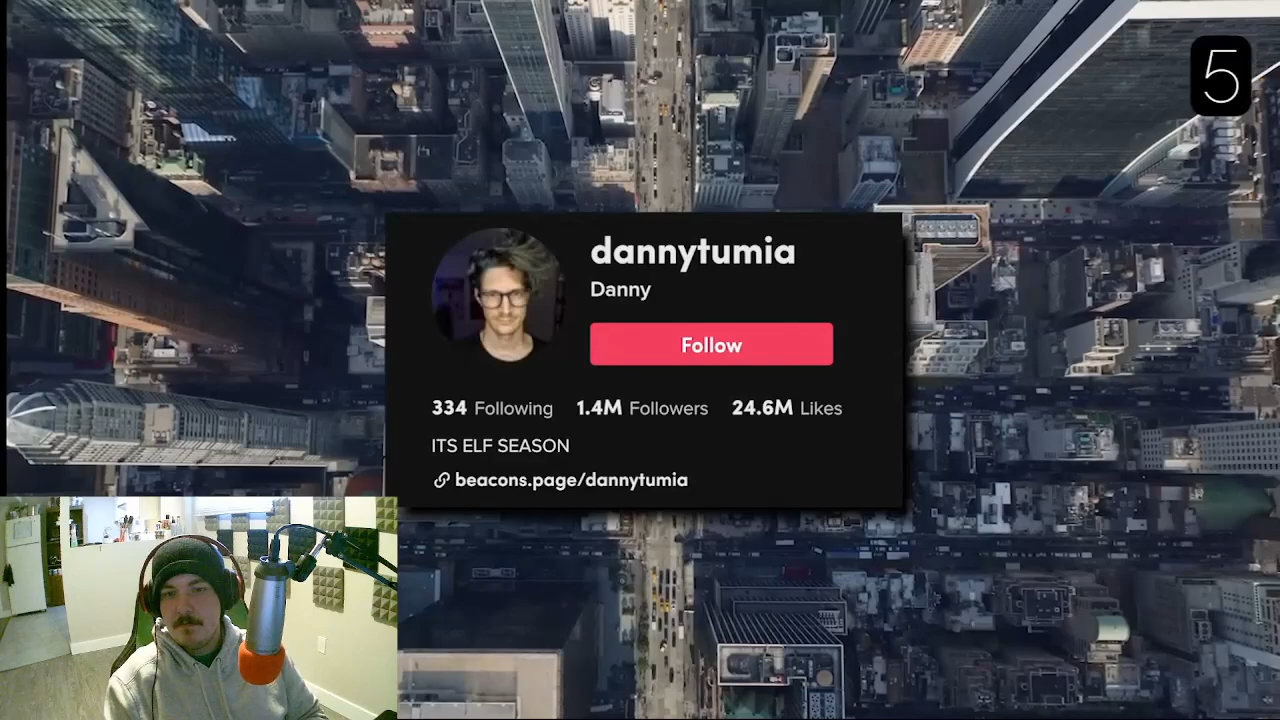 5
dannytumia
Danny
Follow
334 Following 1.4M Followers 24.6M Likes
ITS ELF SEASON
beacons.page/dannytumia